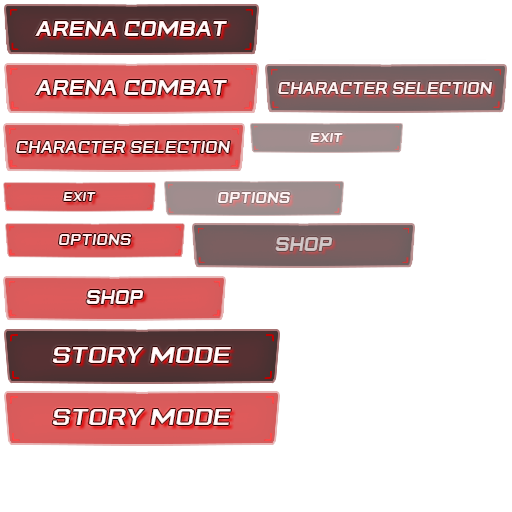 ARENA COMBAT
ARENA COMBAT
CHARACTER SELECTION
CHARACTER SELECTION
EXIT
EXIT
OPTIONS
OPTIONS
SHOP
SHOP
STORY MODE
STORY MODE